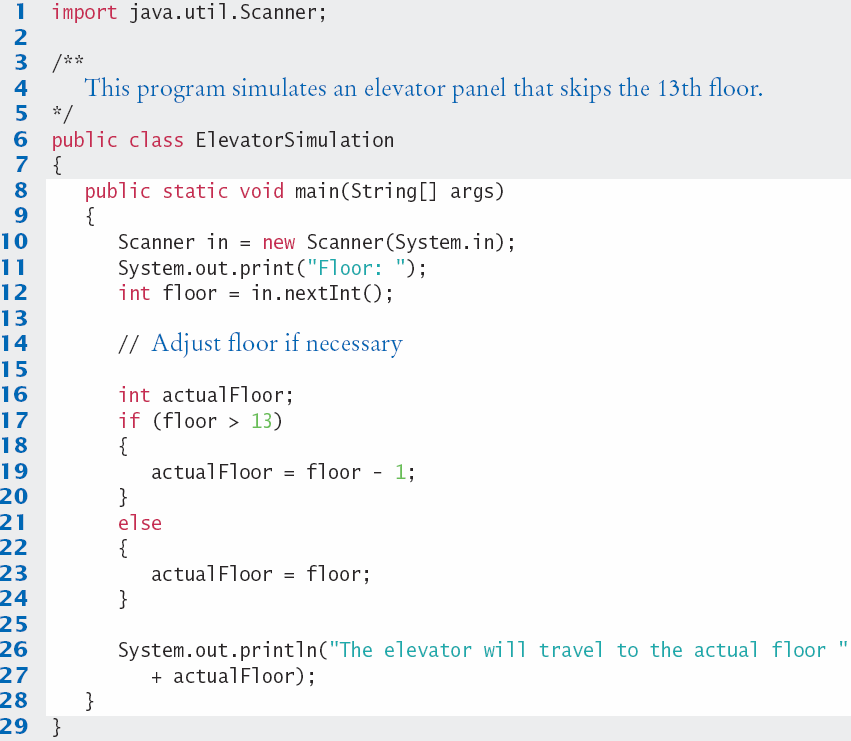 1 import java.util.Scanner;
2
3 /**
4    This program simulates an elevator panel that skips the 13th floor.
5 */
6 public class ElevatorSimulation
7 {
8    public static void main(String[] args)
9    {
10       Scanner in = new Scanner(System.in);
11       System.out.print("Floor: ");
12       int floor = in.nextInt();
13
14       // Adjust floor if necessary
15
16       int actualFloor;
17       if (floor > 13)
18       {
19          actualFloor = floor - 1;
20       }
21       else
22       {
23          actualFloor = floor;
24       }
25
26       System.out.println("The elevator will travel to the actual floor "
27          + actualFloor);
28    }
29 }